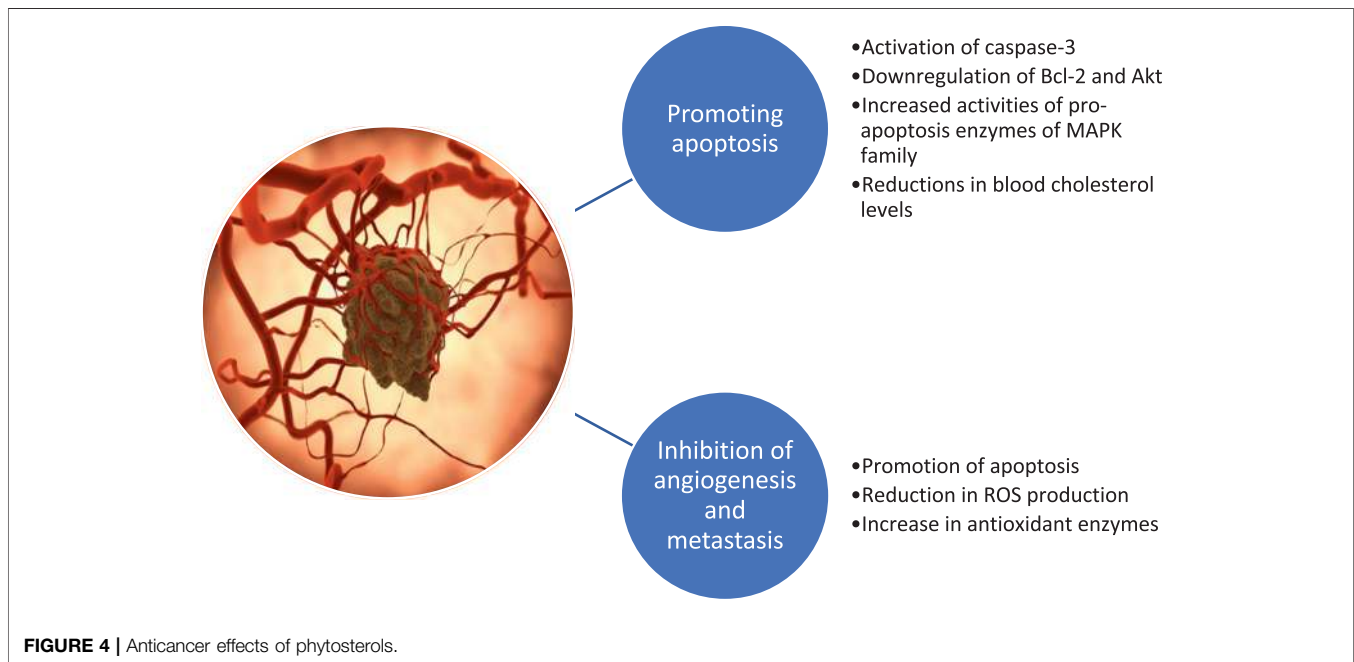 Promoting
apoptosis
•Activation of caspase-3
•Downregulation of Bcl-2 and Akt
•Increased activities of pro-
apoptosis enzymes of MAPK
family
•Reductions in blood cholesterol
levels
Inhibition of
angiogenesis
and
metastasis
•Promotion of apoptosis
•Reduction in ROS production
•Increase in antioxidant enzymes
FIGURE 4 | Anticancer effects of phytosterols.